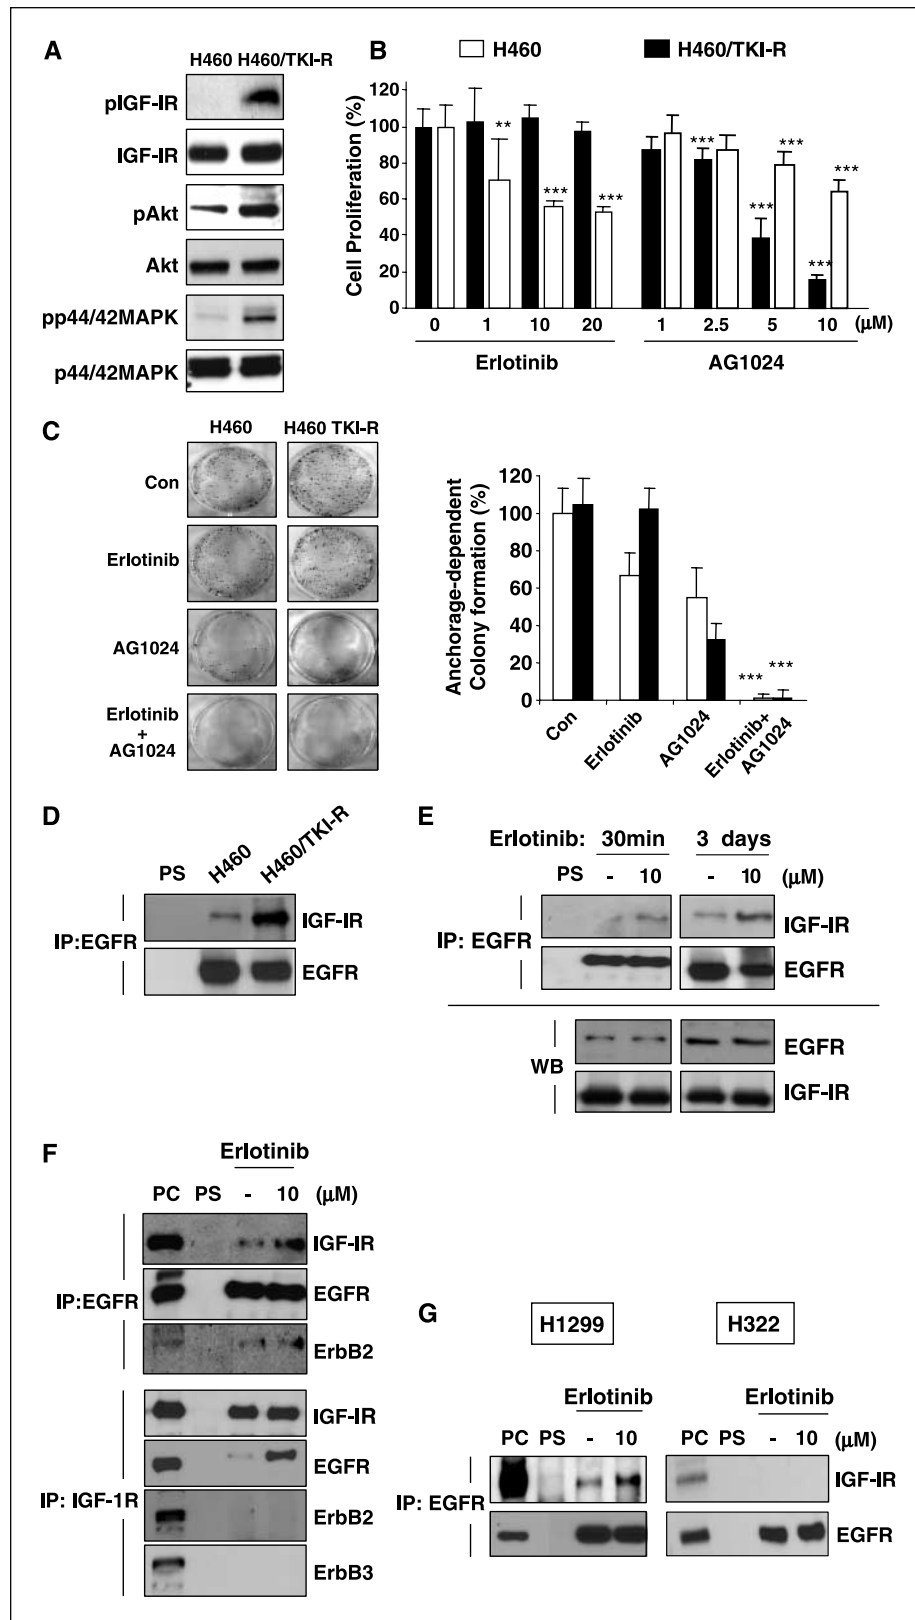 A
H460 H460/TKI-R
pIGF-IR
IGF-IR
pAkt
Akt
pp44/42MAPK
p44/42MAPK
B
H460
H460/TKI-R
Cell Proliferation (%)
120
100
80
60
40
20
0
** *** *** *** *** *** *** ***
0 1 10 20 1 2.5 5 10 (μM)
Erlotinib AG1024
C
H460 H460 TKI-R
Con
Erlotinib
AG1024
Erlotinib
+
AG1024
Anchorage-dependent
Colony formation (%)
120
100
80
60
40
20
0
*** ***
Con
Erlotinib
AG1024
Erlotinib+
AG1024
D
PS H460 H460/TKI-R
IP:EGFR
IGF-IR
EGFR
E
Erlotinib: 30min 3 days
PS - 10 - 10 (μM)
IP: EGFR
IGF-IR
EGFR
WB
EGFR
IGF-IR
F
Erlotinib
PC PS - 10 (μM)
IP:EGFR
IGF-IR
EGFR
ErbB2
IP: IGF-1R
IGF-IR
EGFR
ErbB2
ErbB3
G
H1299 H322
Erlotinib Erlotinib
PC PS - 10 PC PS - 10 (μM)
IP: EGFR
IGF-IR
EGFR